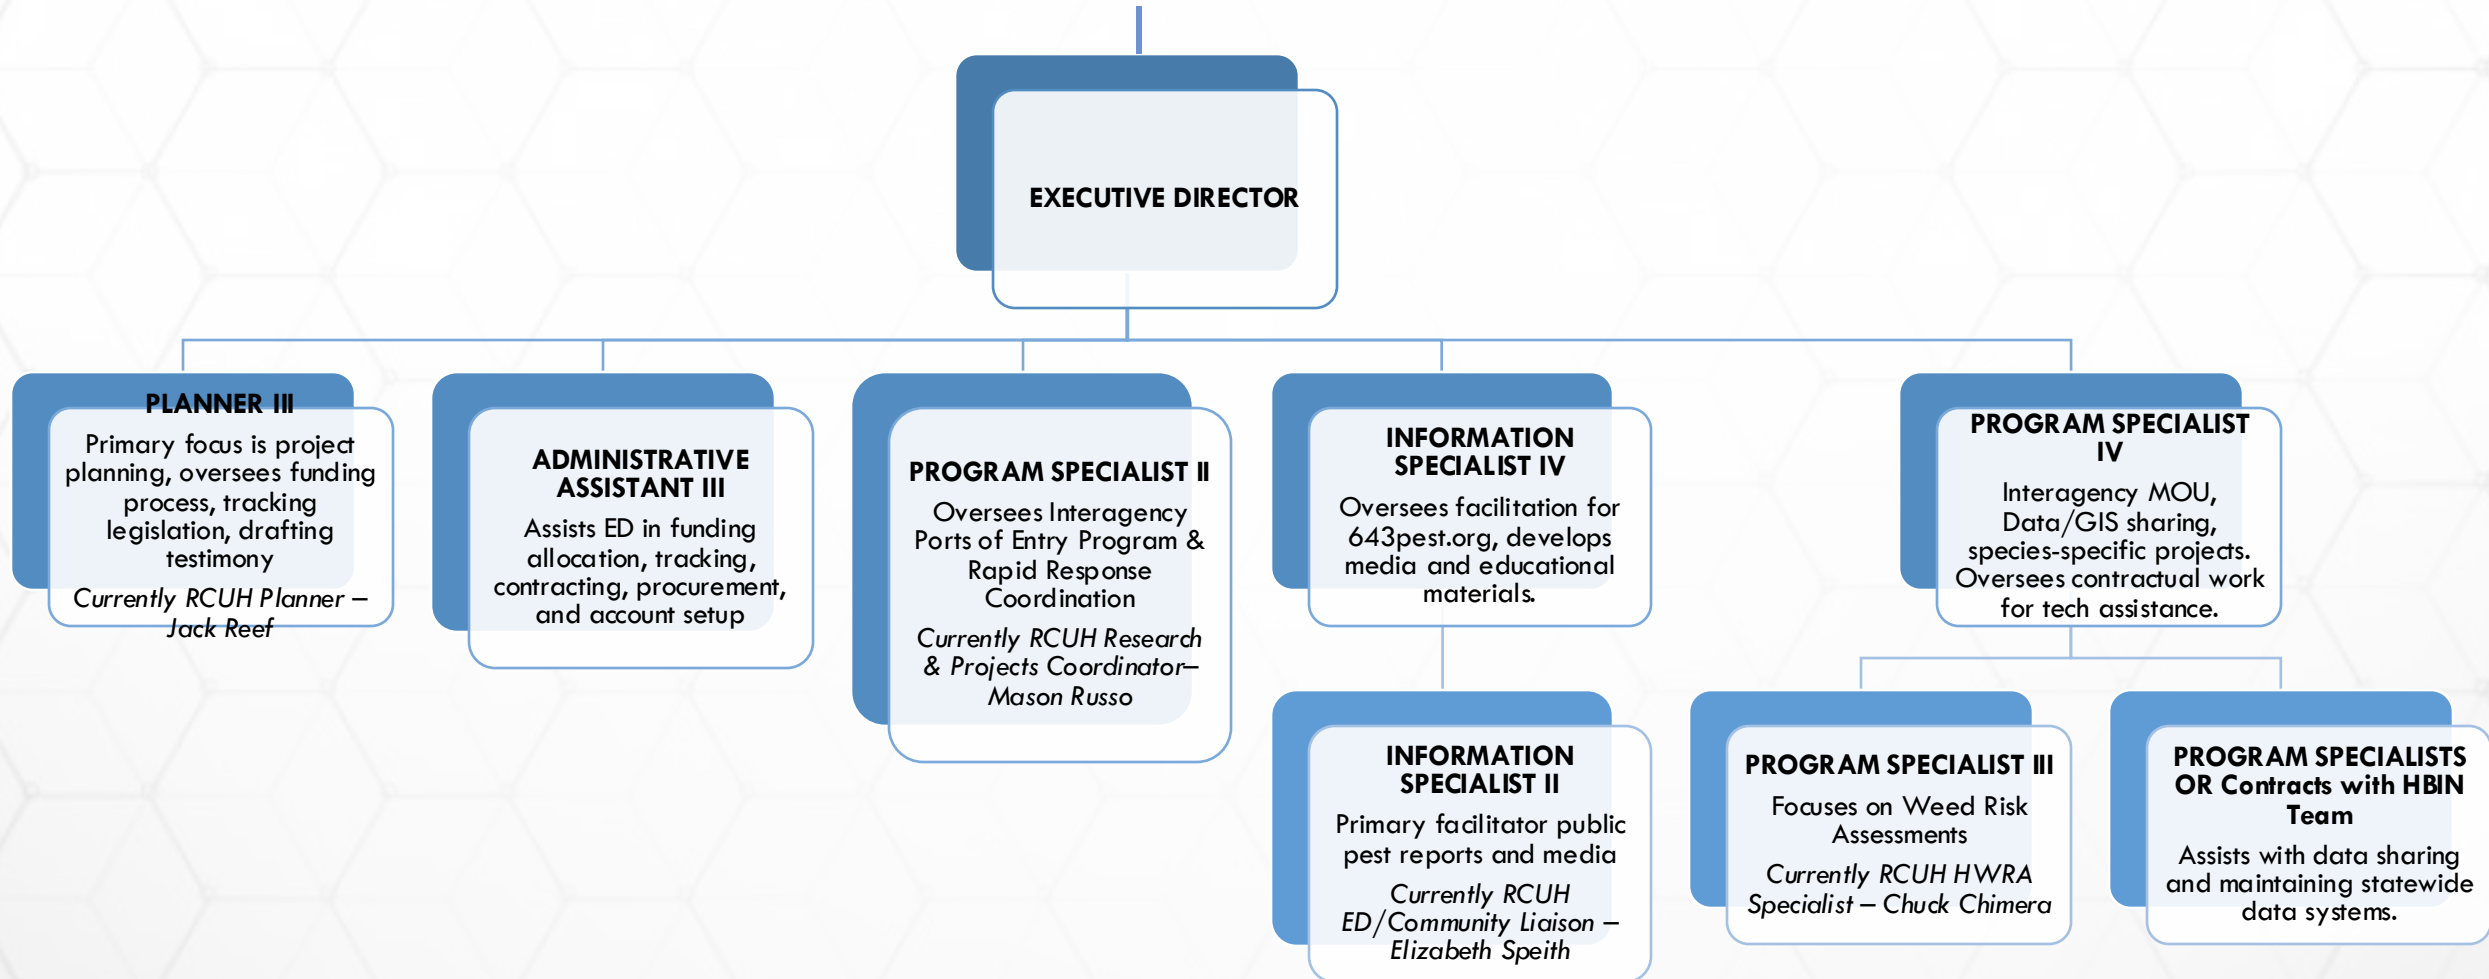 EXECUTIVE DIRECTOR
PLANNER III
Primary focus is project
planning, oversees funding
process, tracking
legislation, drafting
testimony
Currently RCUH Planner –
Jack Reef
ADMINISTRATIVE
ASSISTANT III
Assists ED in funding
allocation, tracking,
contracting, procurement,
and account setup
PROGRAM SPECIALIST II
Oversees Interagency
Ports of Entry Program &
Rapid Response
Coordination
Currently RCUH Research
& Projects Coordinator–
Mason Russo
INFORMATION
SPECIALIST IV
Oversees facilitation for
643pest.org, develops
media and educational
materials.
PROGRAM SPECIALIST
IV
Interagency MOU,
Data/GIS sharing,
species-specific projects.
Oversees contractual work
for tech assistance.
INFORMATION
SPECIALIST II
Primary facilitator public
pest reports and media
Currently RCUH
ED/Community Liaison –
Elizabeth Speith
PROGRAM SPECIALIST III
Focuses on Weed Risk
Assessments
Currently RCUH HWRA
Specialist – Chuck Chimera
PROGRAM SPECIALISTS
OR Contracts with HBIN
Team
Assists with data sharing
and maintaining statewide
data systems.